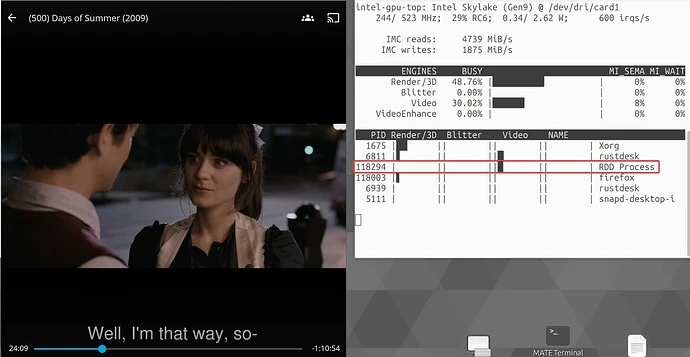 (500) Days of Summer (2009)
Well, I'm that way, so-
24:09
-1:10:54
intel-gpu-top: Intel Skylake (Gen9) @ /dev/dri/card1
244/ 523 MHz; 29% RC6; 0.34/ 2.62 W; 600 irqs/s
IMC reads: 4739 MiB/s
IMC writes: 1875 MiB/s
ENGINES BUSY MI_SEMA MI_WAIT
Render/3D 48.76% | | 0% 0%
Blitter 0.00% | | 0% 0%
Video 30.02% | | 8% 0%
VideoEnhance 0.00% | | 0% 0%
PID Render/3D Blitter Video NAME
1675 | || || || | Xorg
6811 | || || || | rustdesk
118294 | || || || | RDD Process
118003 | || || || | firefox
6939 | || || || | rustdesk
5111 | || || || | snapd-desktop-i
MATE Terminal